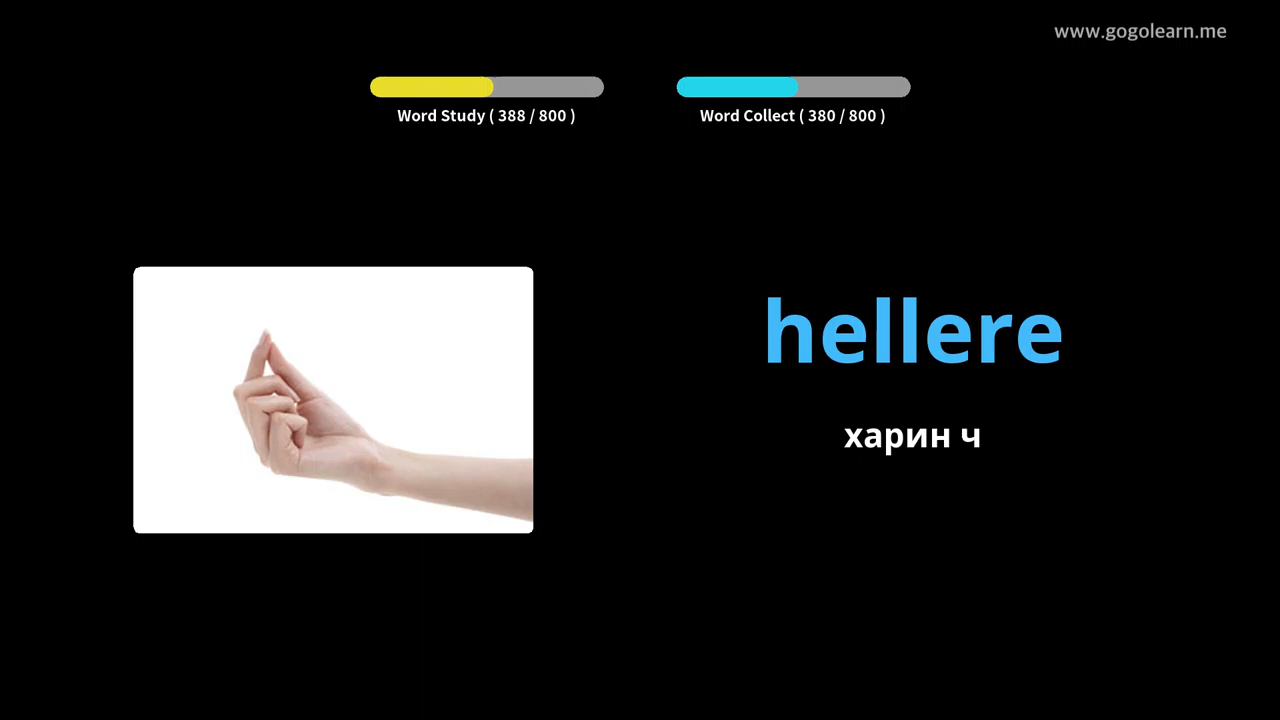 www.gogolearn.me
Word Study ( 388 / 800 )
Word Collect ( 380 / 800 )
hellere
харин ч